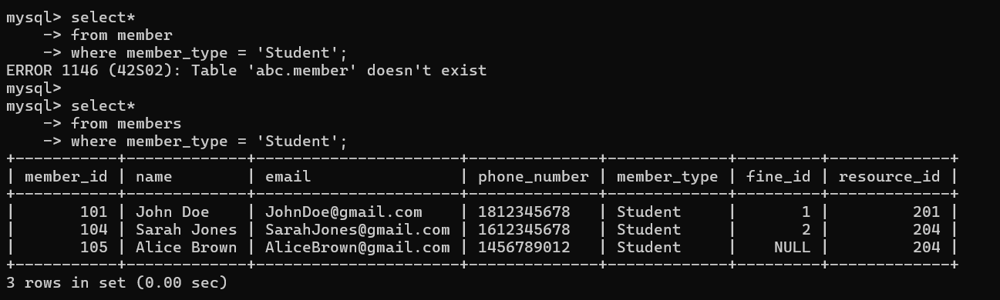 mysql> select*
    -> from member
    -> where member_type = 'Student';
ERROR 1146 (42S02): Table 'abc.member' doesn't exist
mysql>
mysql> select*
    -> from members
    -> where member_type = 'Student';
+-----------+-------------+----------------------+--------------+-------------+---------+-------------+
| member_id | name        | email                | phone_number | member_type | fine_id | resource_id |
+-----------+-------------+----------------------+--------------+-------------+---------+-------------+
|       101 | John Doe    | JohnDoe@gmail.com    | 1812345678   | Student     |       1 |         201 |
|       104 | Sarah Jones | SarahJones@gmail.com | 1612345678   | Student     |       2 |         204 |
|       105 | Alice Brown | AliceBrown@gmail.com | 1456789012   | Student     |    NULL |         204 |
+-----------+-------------+----------------------+--------------+-------------+---------+-------------+
3 rows in set (0.00 sec)